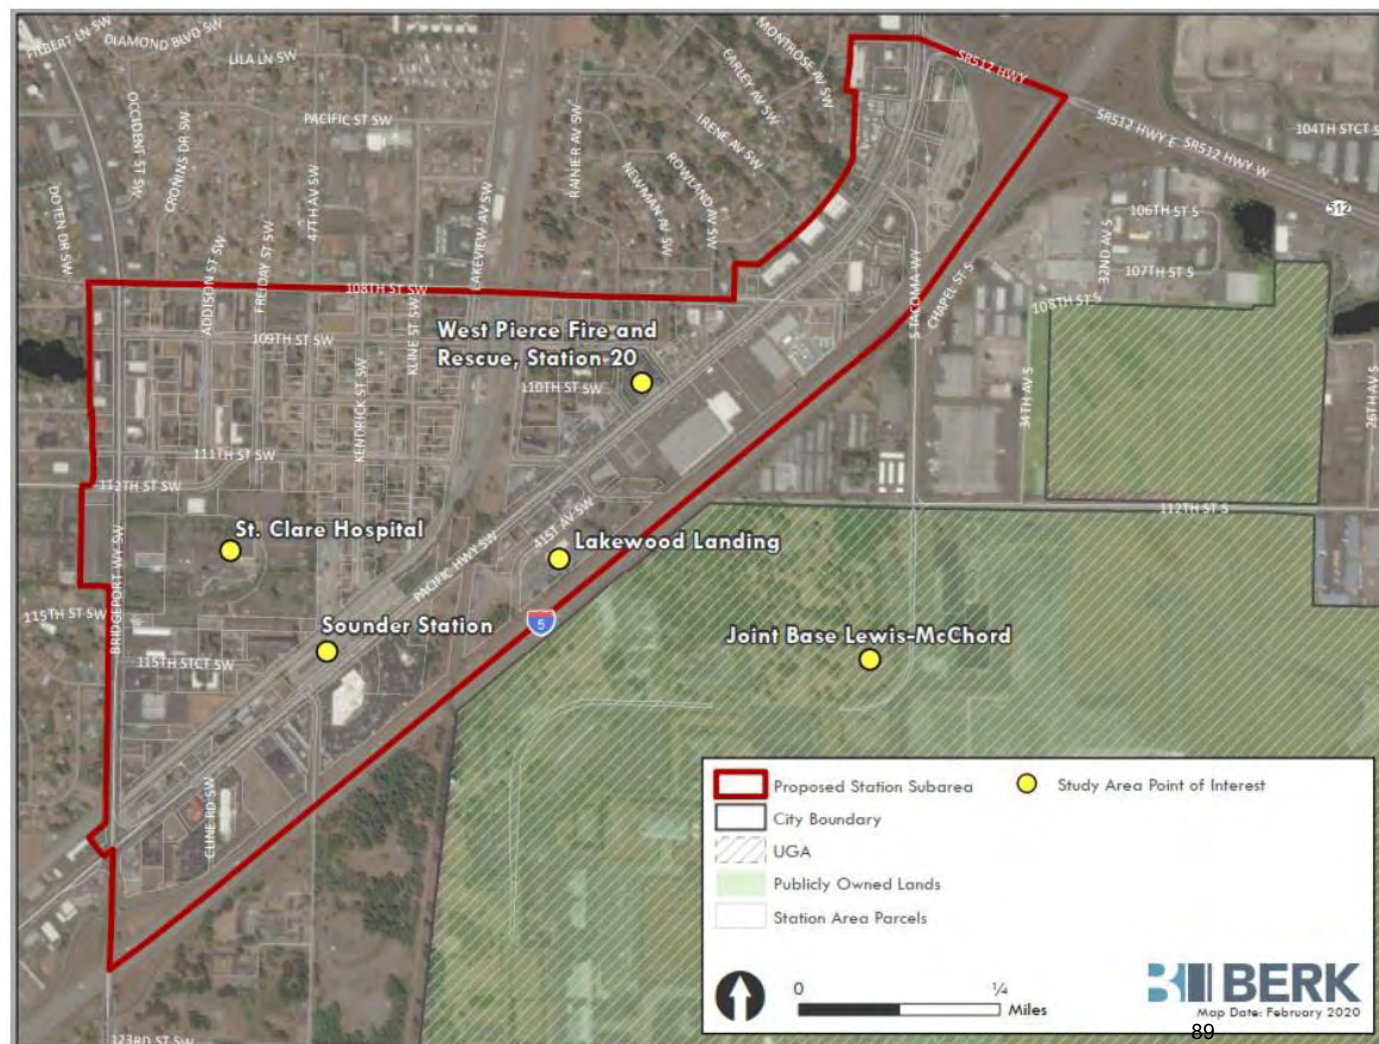 FILBERT LN SW
DIAMOND BLVD SW
LILA LN SW
MONTROSE AV SW
EARLEY AV SW
SR512 HWY
OCCIDENT ST SW
CRONINS DR SW
PACIFIC ST SW
47TH AV SW
RAINIER AV SW
IRENE AV SW
ROWLAND AV SW
NEWMAN AV SW
SR512 HWY E
SR512 HWY W
104TH STCT S
512
DOTEN DR SW
ADDISON ST SW
FREIDAY ST SW
LAKEVIEW AV SW
106TH ST S
32ND AV S
107TH ST S
108TH ST SW
108TH ST S
S TACOMA WY
CHAPEL ST S
109TH ST SW
KLINE ST SW
KENDRICK ST SW
West Pierce Fire and
Rescue, Station 20
110TH ST SW
34TH AV S
26TH AV S
111TH ST SW
112TH ST SW
112TH ST S
BRIDGEPORT WY SW
St. Clare Hospital
PACIFIC HWY SW
41ST AV SW
Lakewood Landing
115TH ST SW
Sounder Station
5
Joint Base Lewis-McChord
115TH STCT SW
CLINE RD SW
123RD ST SW
Proposed Station Subarea
Study Area Point of Interest
City Boundary
UGA
Publicly Owned Lands
Station Area Parcels
0
¼
Miles
BERK
Map Date: February 2020
89